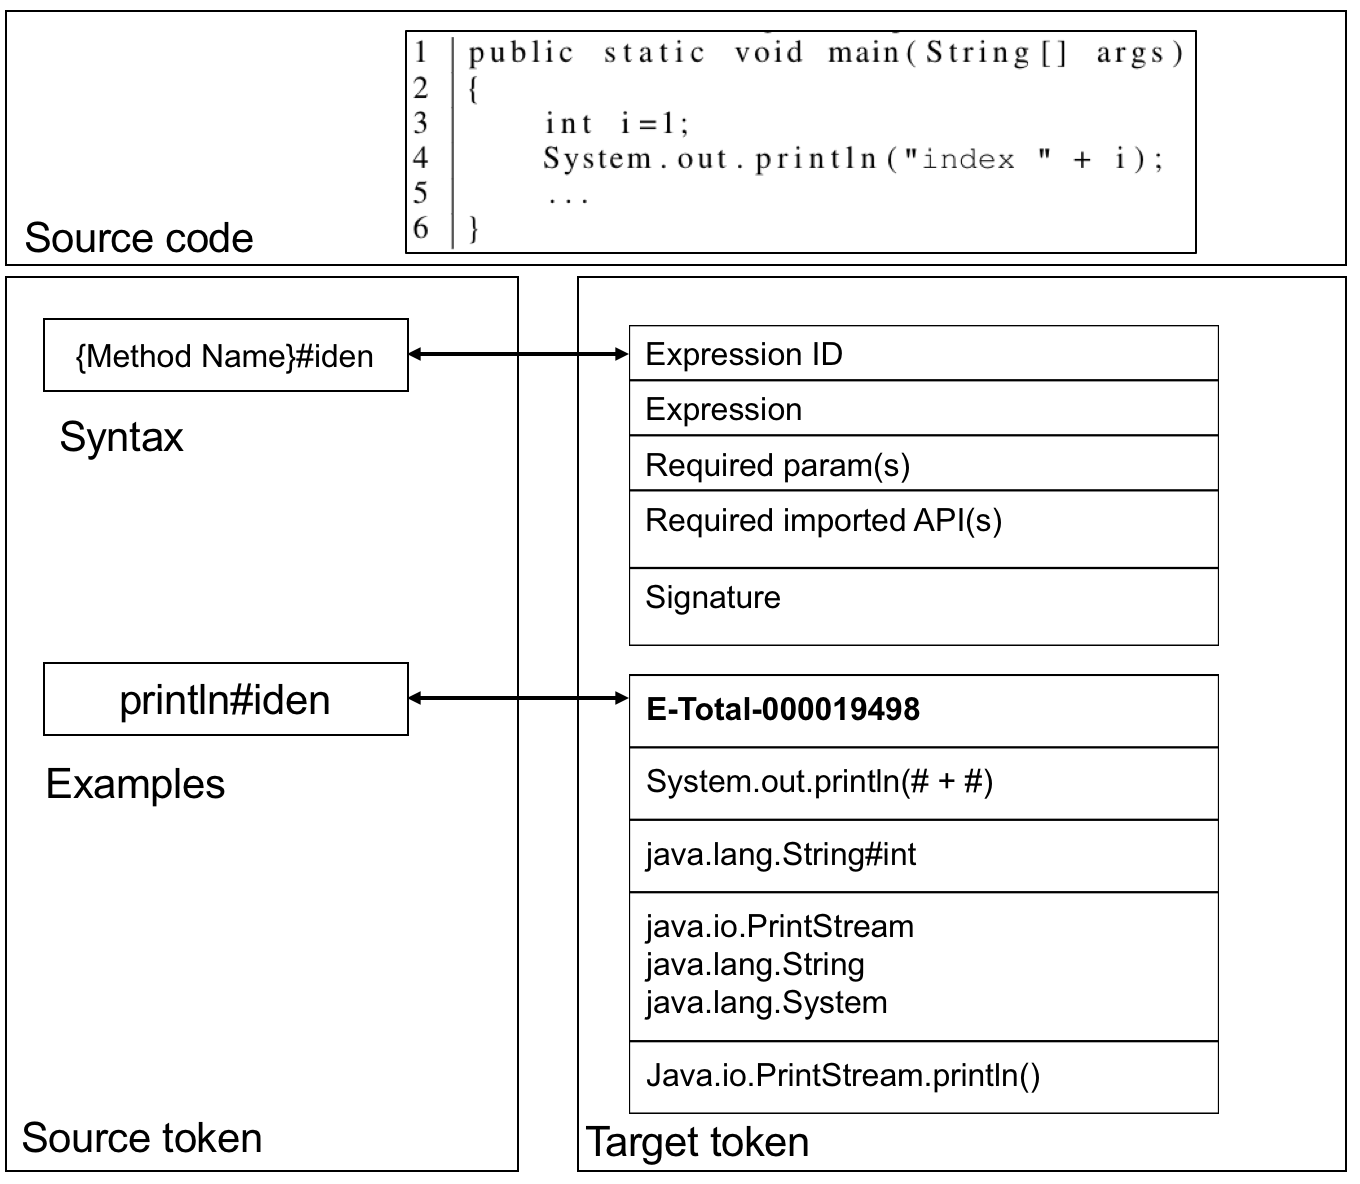 1 public static void main(String[] args)
2 {
3 int i=1;
4 System.out.println("index " + i);
5 ...
6 }
Source code
{Method Name}#iden
Syntax
Expression ID
Expression
Required param(s)
Required imported API(s)
Signature
println#iden
Examples
E-Total-000019498
System.out.println(# + #)
java.lang.String#int
java.io.PrintStream
java.lang.String
java.lang.System
Java.io.PrintStream.println()
Source token
Target token